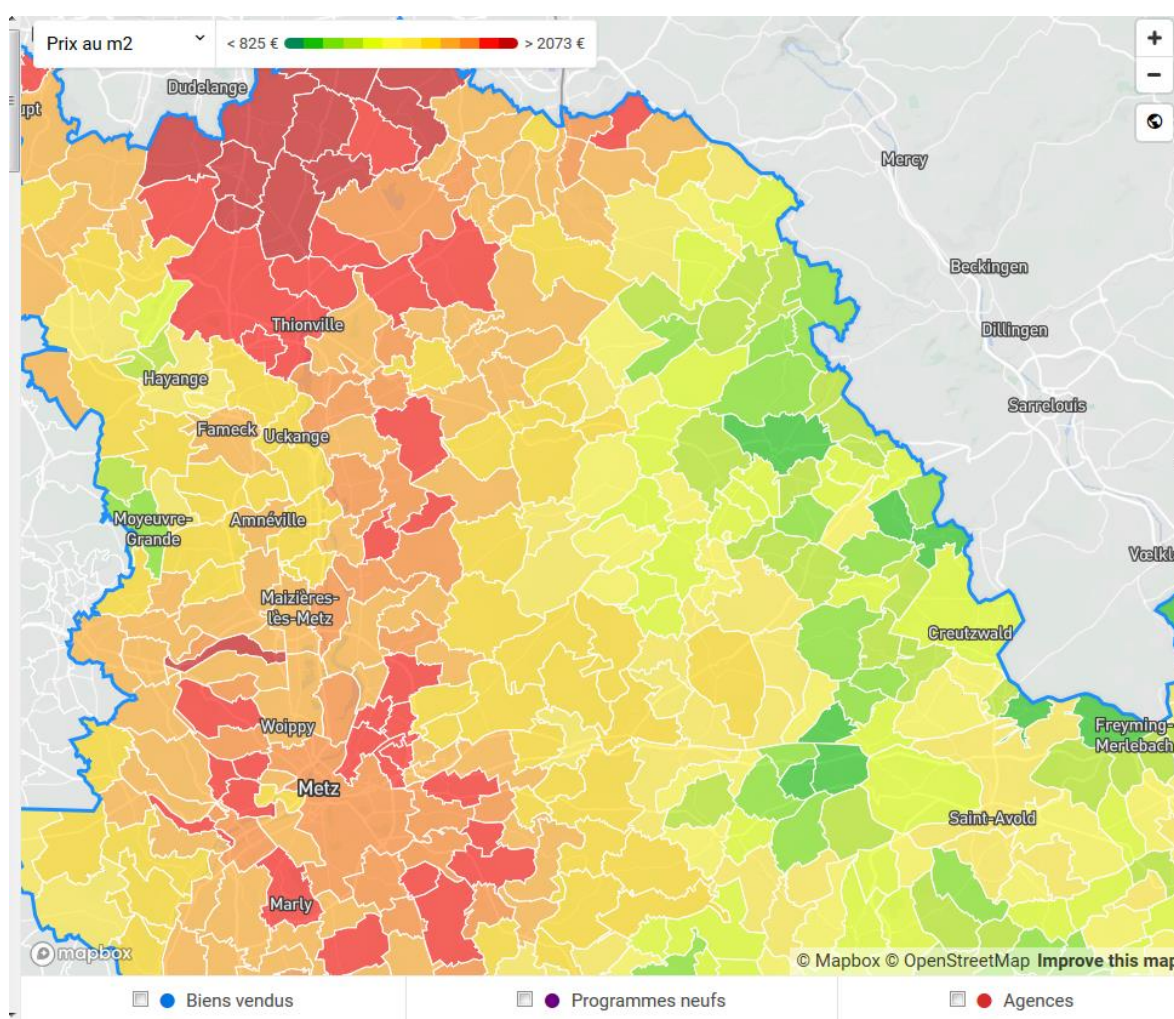 Prix au m2
< 825 €
> 2073 €
+
−
Dudelange
upt
Mercy
Beckingen
Dillingen
Thionville
Hayange
Sarrelouis
Fameck
Uckange
Moyeuvre-
Grande
Amnéville
Vœlkl
Maizières-
lès-Metz
Creutzwald
Woippy
Freyming-
Merlebach
Metz
Saint-Avold
Marly
mapbox
© Mapbox © OpenStreetMap Improve this map
Biens vendus
Programmes neufs
Agences